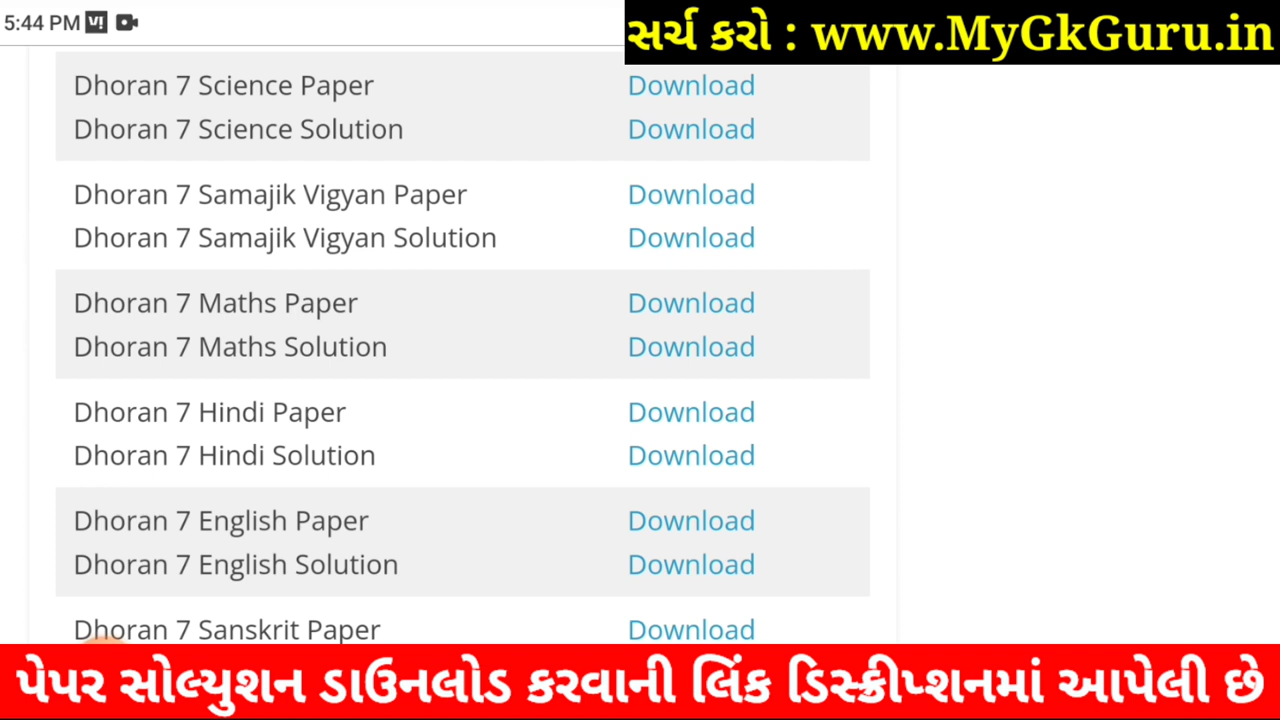 5:44 PM
સર્ચ કરો : www.MyGkGuru.in
Dhoran 7 Science Paper Download
Dhoran 7 Science Solution Download
Dhoran 7 Samajik Vigyan Paper Download
Dhoran 7 Samajik Vigyan Solution Download
Dhoran 7 Maths Paper Download
Dhoran 7 Maths Solution Download
Dhoran 7 Hindi Paper Download
Dhoran 7 Hindi Solution Download
Dhoran 7 English Paper Download
Dhoran 7 English Solution Download
Dhoran 7 Sanskrit Paper Download
પેપર સોલ્યુશન ડાઉનલોડ કરવાની લિંક ડિસ્ક્રીપ્શનમાં આપેલી છે